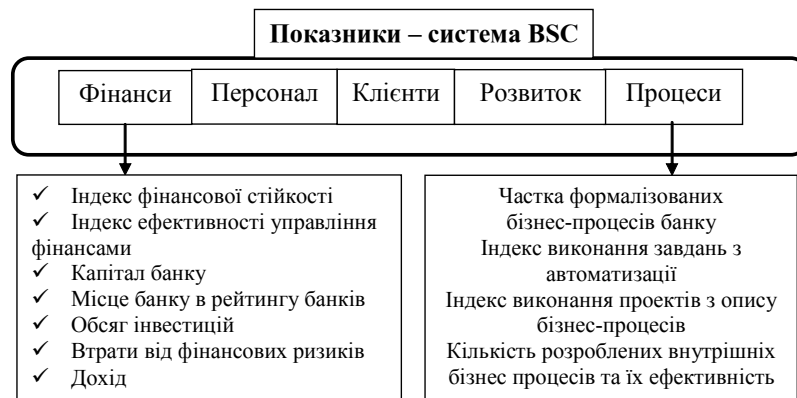 Показники – система BSC
Фінанси Персонал Клієнти Розвиток Процеси
✓ Індекс фінансової стійкості
✓ Індекс ефективності управління
фінансами
✓ Капітал банку
✓ Місце банку в рейтингу банків
✓ Обсяг інвестицій
✓ Втрати від фінансових ризиків
✓ Дохід
Частка формалізованих
бізнес-процесів банку
Індекс виконання завдань з
автоматизації
Індекс виконання проектів з опису
бізнес-процесів
Кількість розроблених внутрішніх
бізнес процесів та їх ефективність